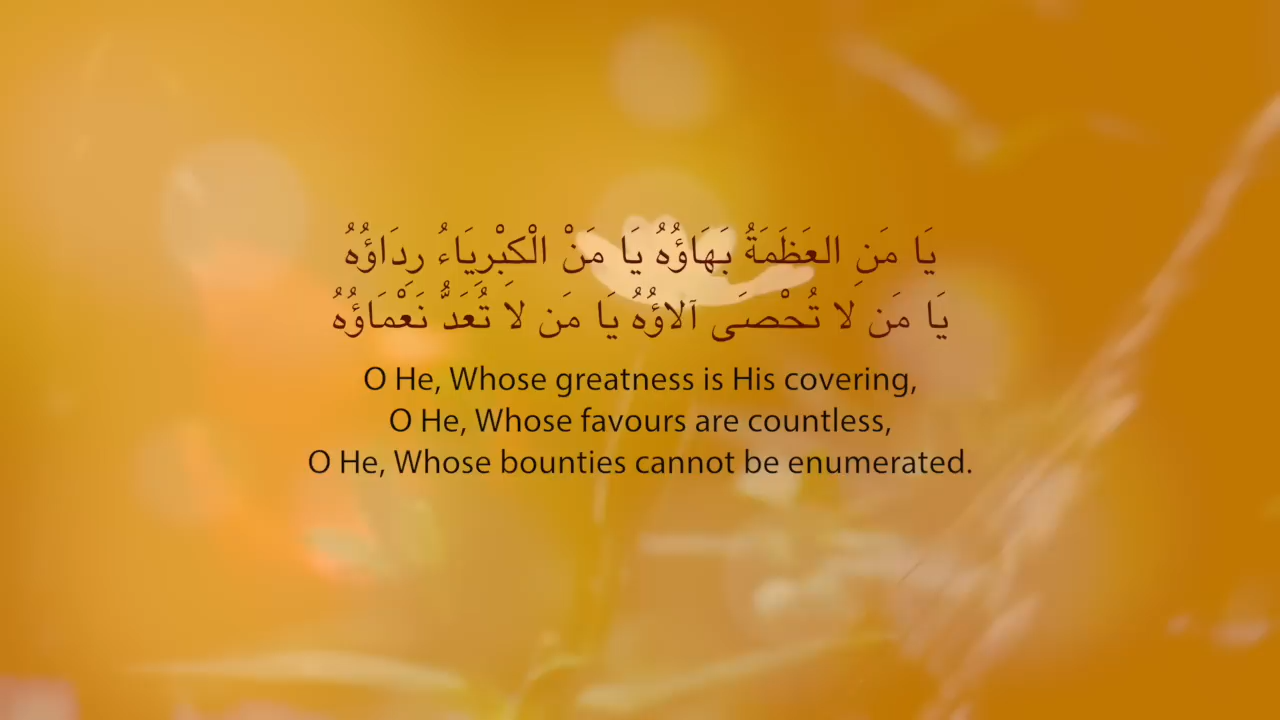 يَا مَنِ العَظَمَةُ بَهَاؤُهُ يَا مَنْ الْكِبْرِيَاءُ رِدَاؤُهُ
يَا مَن لا تُحْصَى آلاؤُهُ يَا مَن لا تُعَدُّ نَعْمَاؤُهُ
O He, Whose greatness is His covering,
O He, Whose favours are countless,
O He, Whose bounties cannot be enumerated.